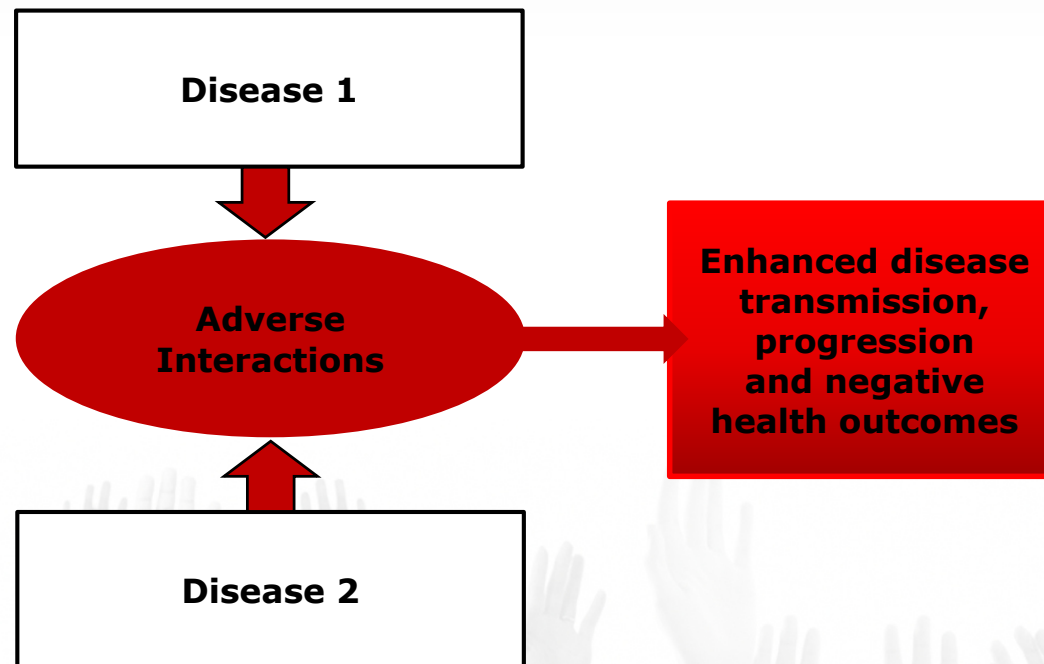 Disease 1
Adverse
Interactions
Enhanced disease
transmission,
progression
and negative
health outcomes
Disease 2